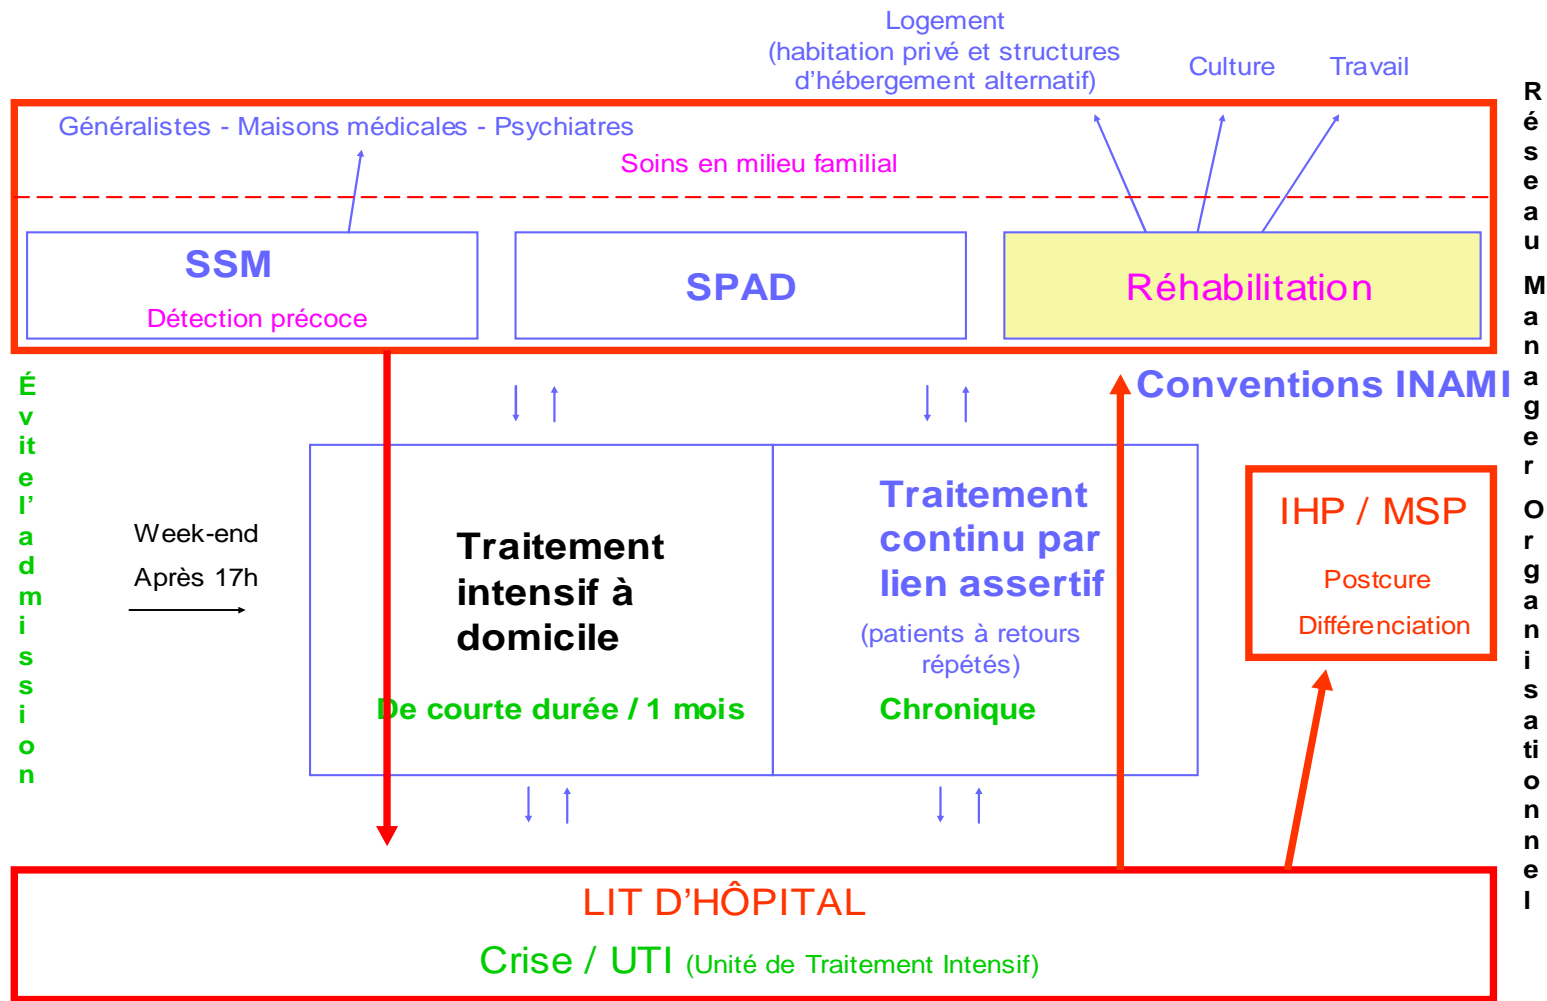 Logement
(habitation privé et structures
d'hébergement alternatif)
Culture
Travail
Généralistes - Maisons médicales - Psychiatres
Soins en milieu familial
SSM
Détection précoce
SPAD
Réhabilitation
Conventions INAMI
Évite l’admission
Week-end
Après 17h
Traitement
intensif à
domicile
De courte durée / 1 mois
Traitement
continu par
lien assertif
(patients à retours
répétés)
Chronique
IHP / MSP
Postcure
Différenciation
Réseau Manager Organisationnel
LIT D’HÔPITAL
Crise / UTI (Unité de Traitement Intensif)